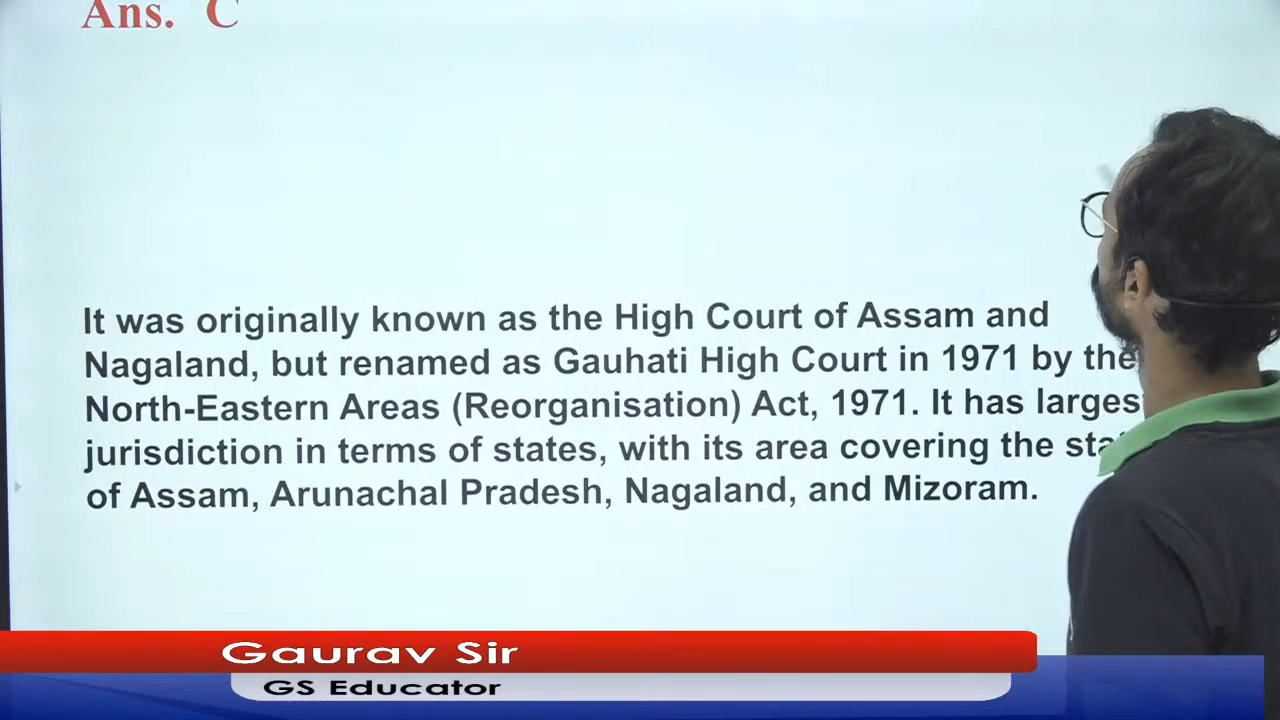 Ans. C
It was originally known as the High Court of Assam and
Nagaland, but renamed as Gauhati High Court in 1971 by the
North-Eastern Areas (Reorganisation) Act, 1971. It has
jurisdiction in terms of states, with its area covering the
of Assam, Arunachal Pradesh, Nagaland, and Mizoram.
Gaurav Sir
GS Educator